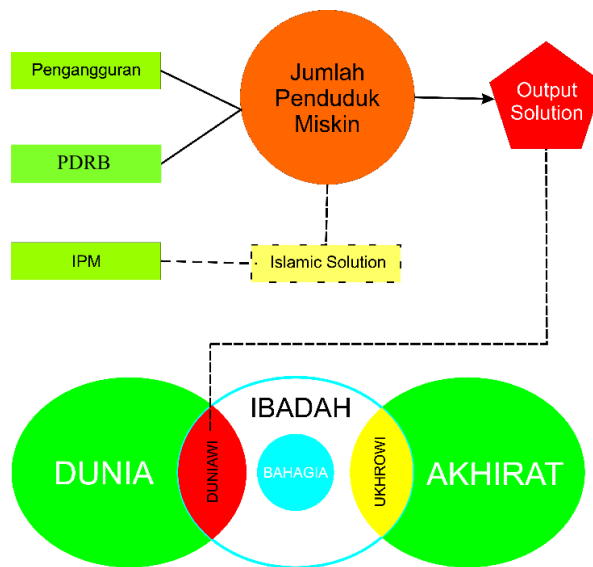 Pengangguran
Jumlah
Penduduk
Miskin
Output
Solution
PDRB
IPM
Islamic Solution
IBADAH
DUNIA
DUNIAWI
BAHAGIA
UKHROWI
AKHIRAT